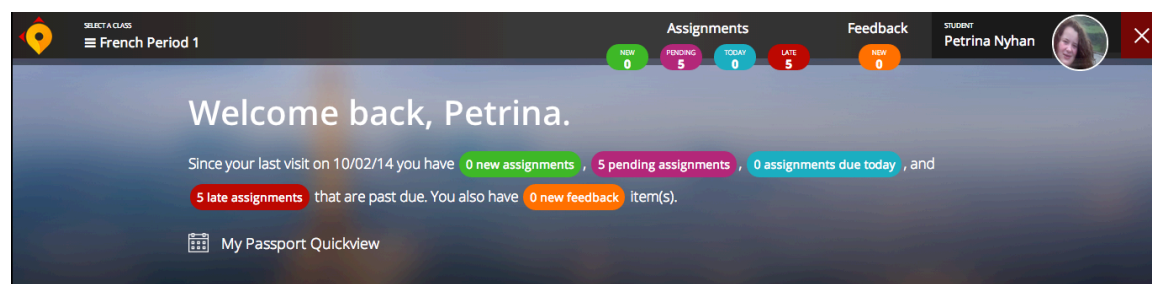 SELECT A CLASS
French Period 1
Assignments
NEW
0
PENDING
5
TODAY
0
LATE
5
Feedback
NEW
0
STUDENT
Petrina Nyhan
Welcome back, Petrina.
Since your last visit on 10/02/14 you have 0 new assignments , 5 pending assignments , 0 assignments due today , and
5 late assignments that are past due. You also have 0 new feedback item(s).
My Passport Quickview